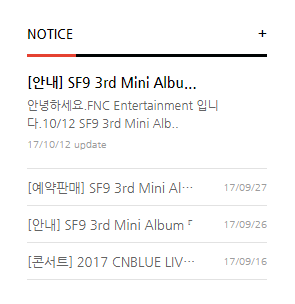 NOTICE +
[안내] SF9 3rd Mini Albu...
안녕하세요.FNC Entertainment 입니
다.10/12 SF9 3rd Mini Alb..
17/10/12 update
[예약판매] SF9 3rd Mini Al··· 17/09/27
[안내] SF9 3rd Mini Album 『 17/09/26
[콘서트] 2017 CNBLUE LIV··· 17/09/16